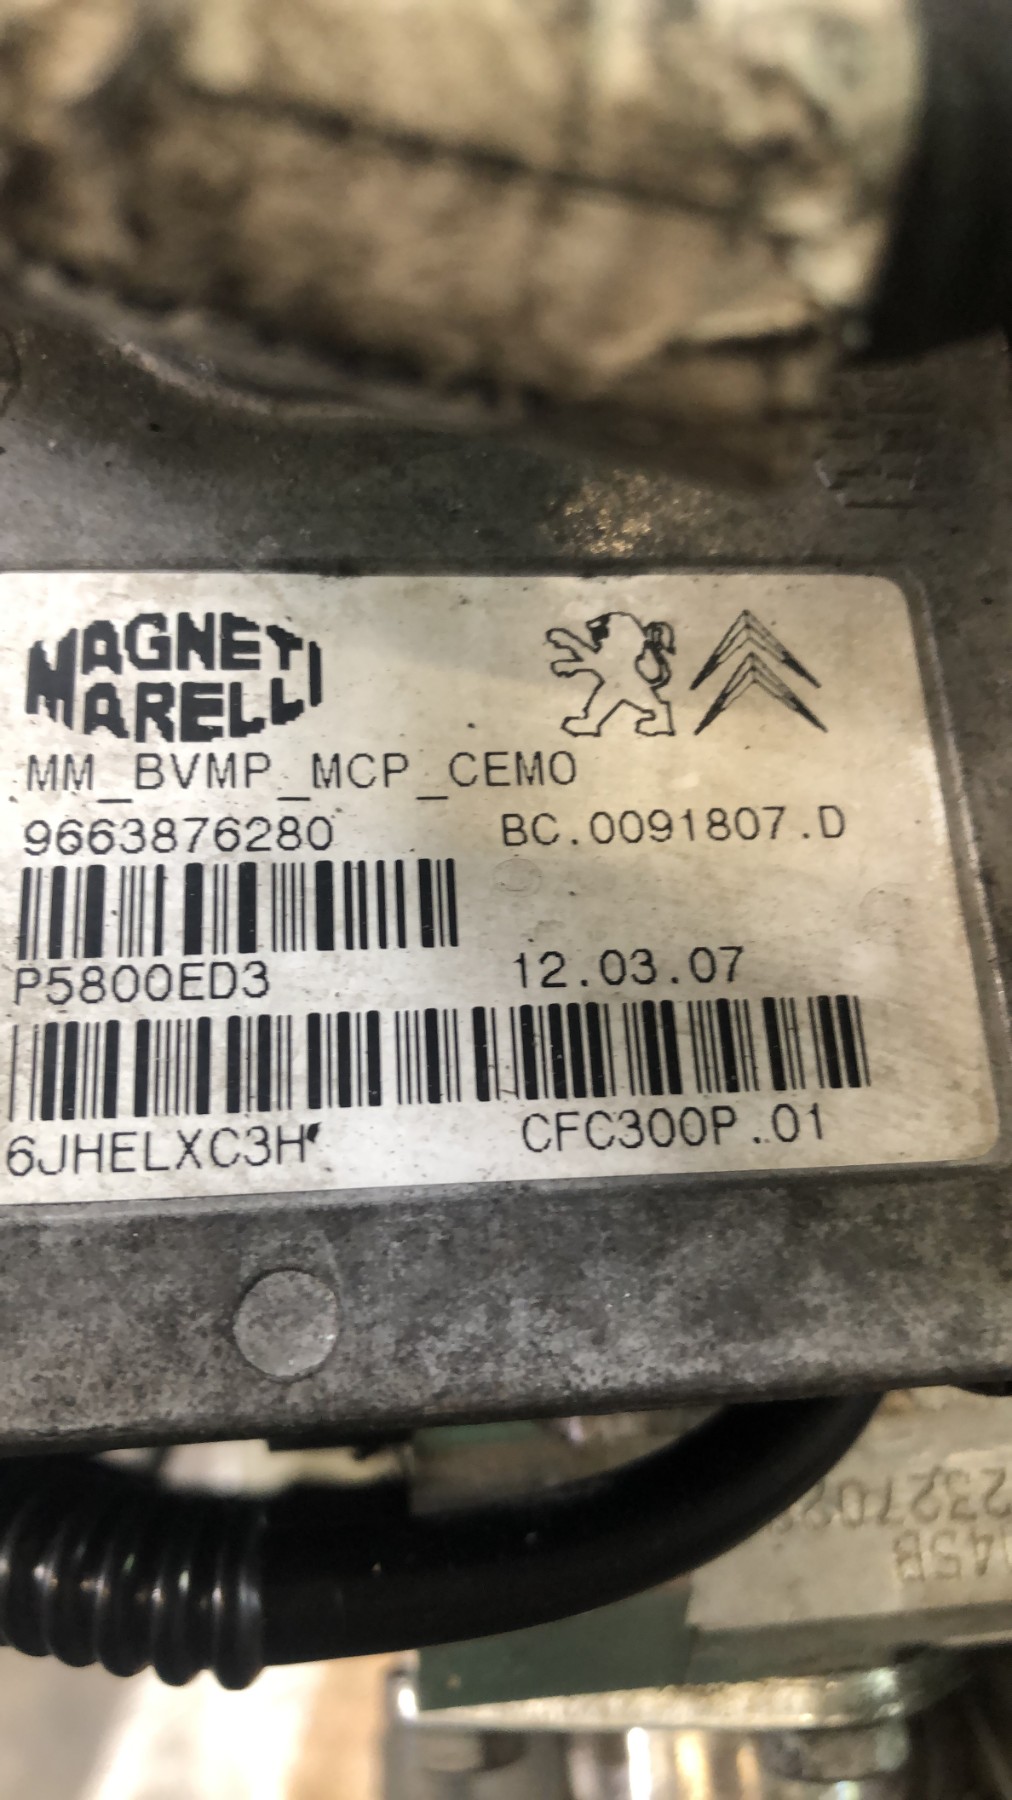 MAGNETI
MARELLI
MM_BVMP_MCP_CEMO
9663876280 BC.0091807.D
P5800ED3 12.03.07
6JHELXC3H CFC300P.01